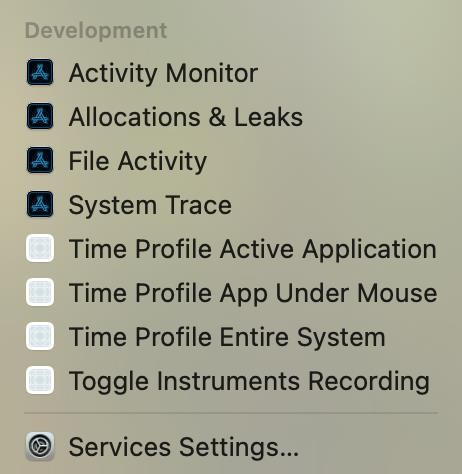 Development
Activity Monitor
Allocations & Leaks
File Activity
System Trace
Time Profile Active Application
Time Profile App Under Mouse
Time Profile Entire System
Toggle Instruments Recording
Services Settings...